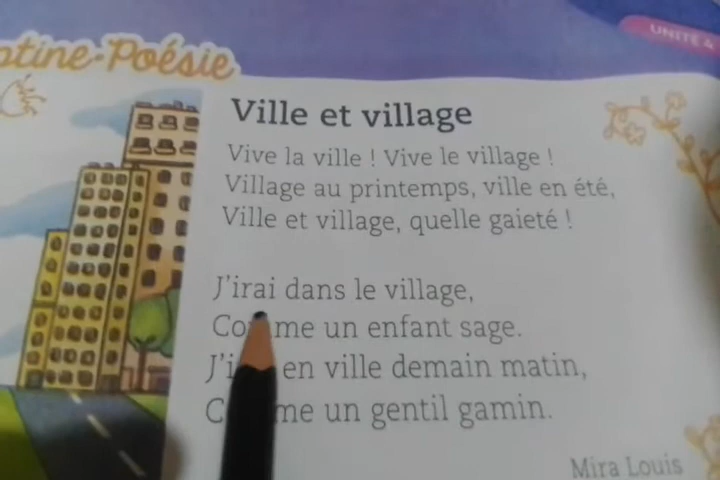 UNITÉ 4
ptine-Poésie
Ville et village
Vive la ville ! Vive le village !
Village au printemps, ville en été,
Ville et village, quelle gaieté !
J'irai dans le village,
Comme un enfant sage.
J'irai en ville demain matin,
Comme un gentil gamin.
Mira Louis